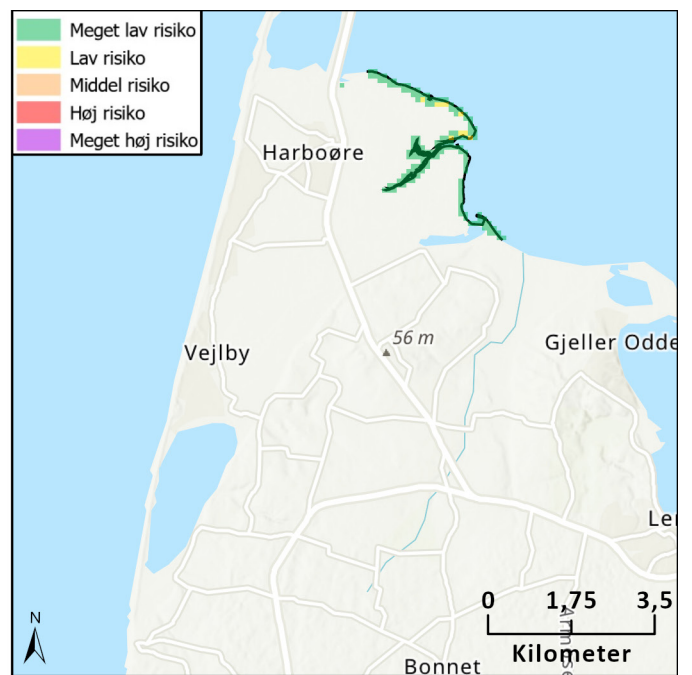 Meget lav risiko
Lav risiko
Middel risiko
Høj risiko
Meget høj risiko
Harboøre
56 m
Gjeller Odde
Vejlby
Ler
0 1,75 3,5
Kilometer
N
Bonnet